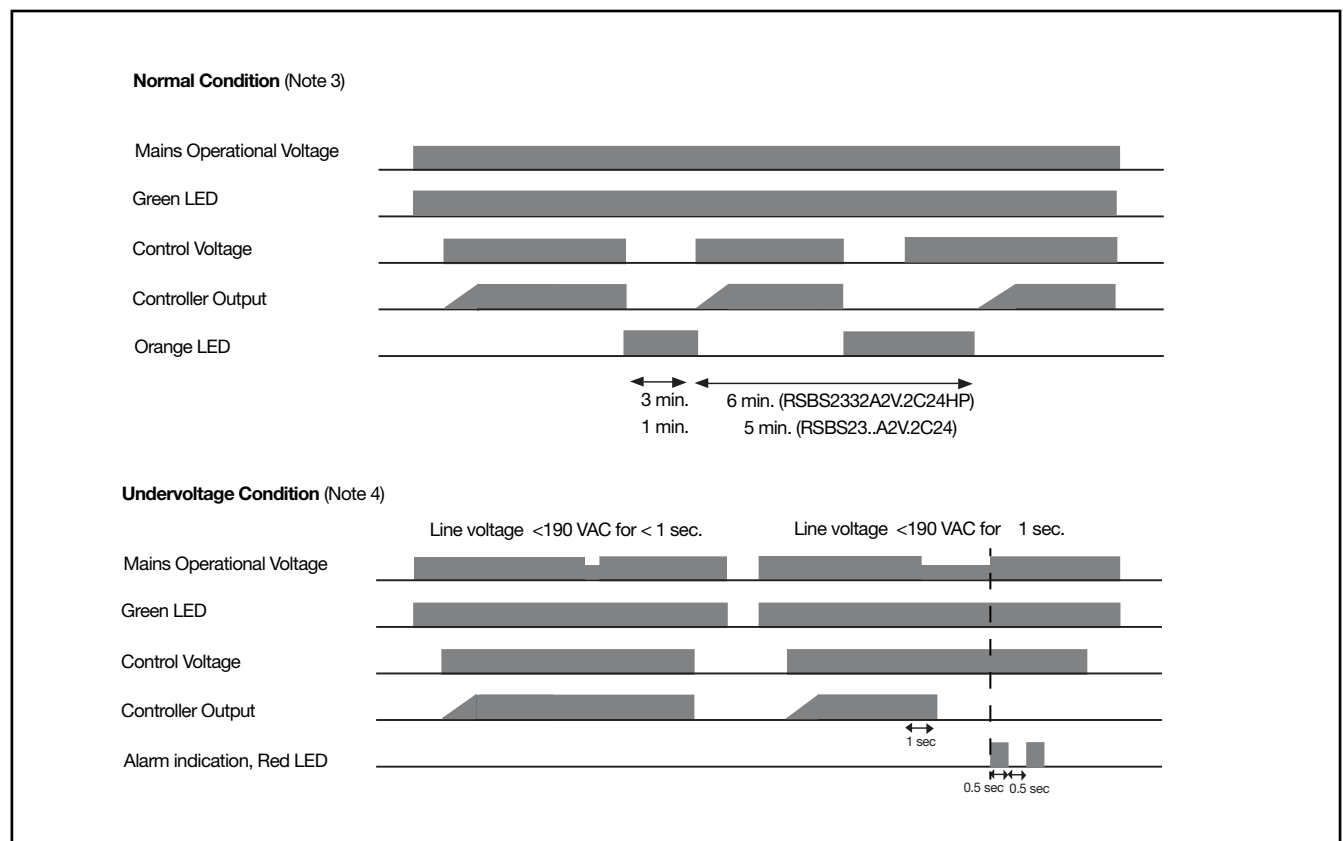 Normal Condition (Note 3)
Mains Operational Voltage
Green LED
Control Voltage
Controller Output
Orange LED
3 min. 6 min. (RSBS2332A2V.2C24HP)
1 min. 5 min. (RSBS23..A2V.2C24)
Undervoltage Condition (Note 4)
Line voltage <190 VAC for < 1 sec. Line voltage <190 VAC for 1 sec.
Mains Operational Voltage
Green LED
Control Voltage
Controller Output
1 sec
Alarm indication, Red LED
0.5 sec 0.5 sec